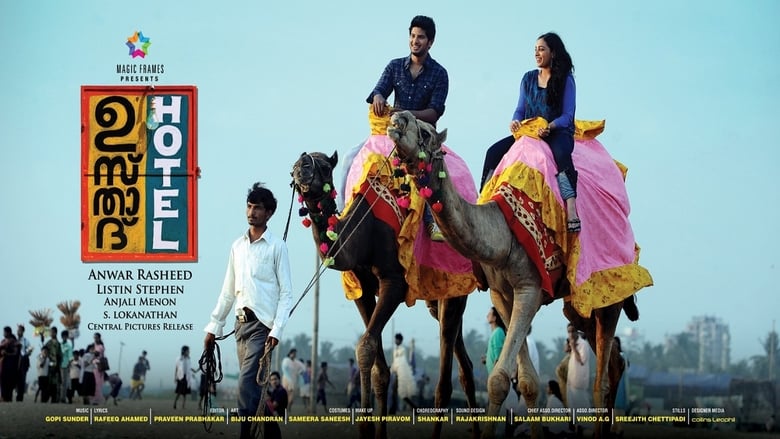 MAGIC FRAMES
PRESENTS
ഉസ്താദ്
HOTEL
ANWAR RASHEED
LISTIN STEPHEN
ANJALI MENON
S. LOKANATHAN
CENTRAL PICTURES RELEASE
MUSIC LYRICS EDITOR ART COSTUMES MAKE UP CHOREOGRAPHY SOUND DESIGN CHIEF ASSO.DIRECTOR ASSO.DIRECTOR STILLS DESIGNER MEDIA
GOPI SUNDER RAFEEQ AHAMED PRAVEEN PRABHAKAR BIJU CHANDRAN SAMEERA SANEESH JAYESH PIRAVOM SHANKAR RAJAKRISHNAN SALAAM BUKHARI VINOD A.G SREEJITH CHETTIPADI collins Leophil